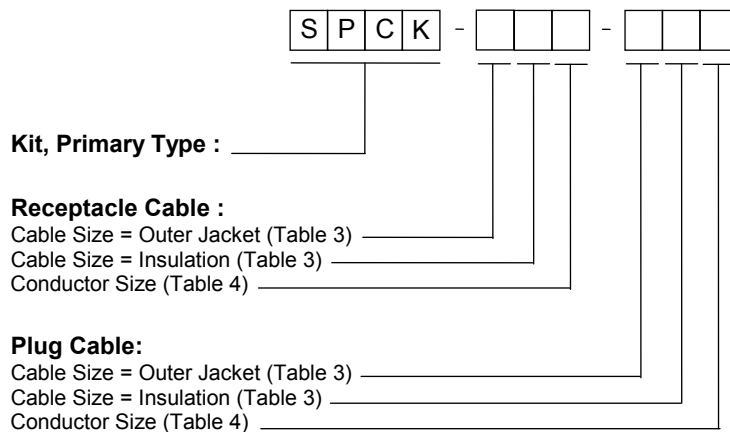 S P C K - -
Kit, Primary Type :
Receptacle Cable :
Cable Size = Outer Jacket (Table 3)
Cable Size = Insulation (Table 3)
Conductor Size (Table 4)
Plug Cable:
Cable Size = Outer Jacket (Table 3)
Cable Size = Insulation (Table 3)
Conductor Size (Table 4)